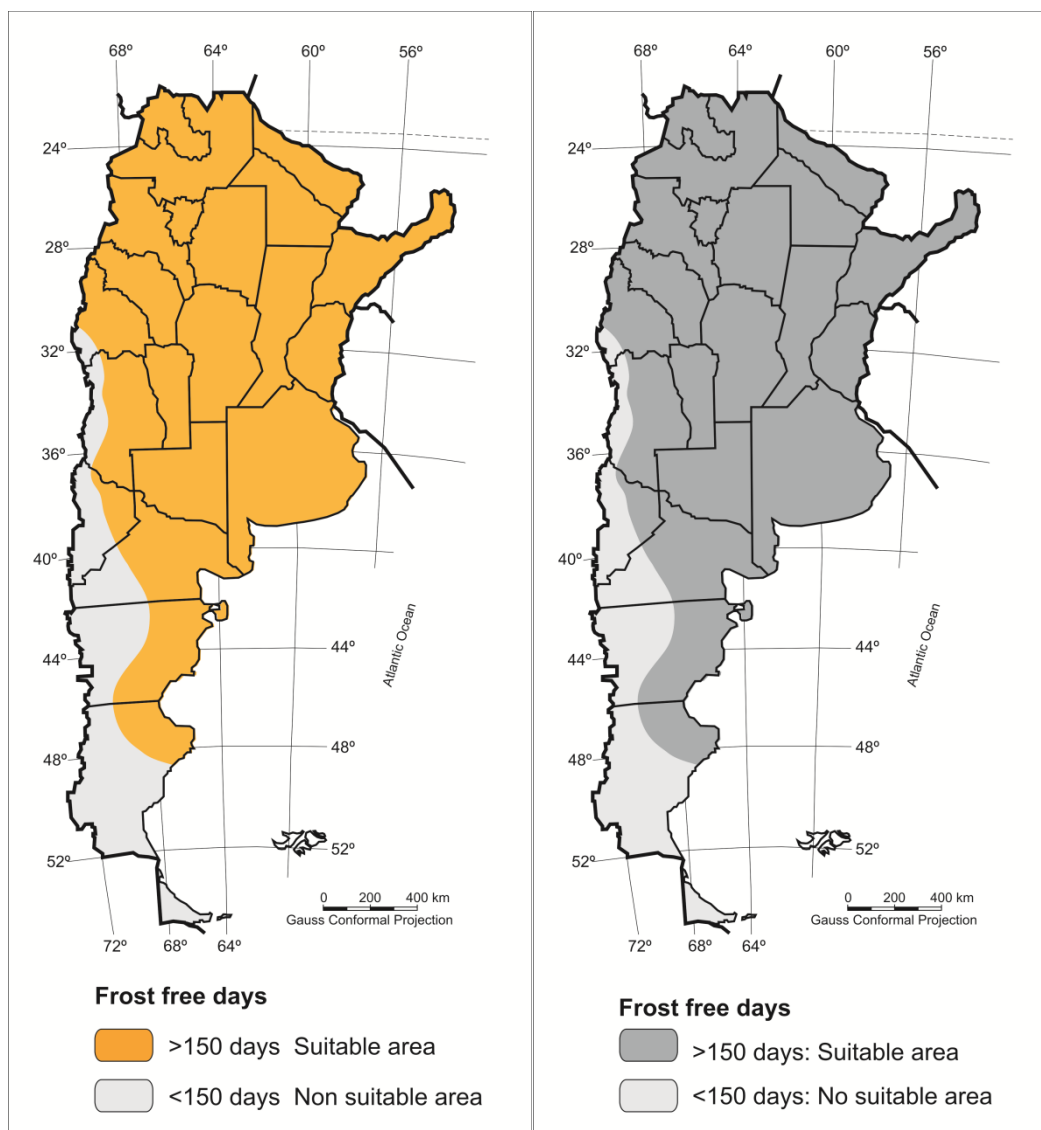 68º 64º 60º 56º
24º
28º
32º
36º
40º
44º
48º
52º
Atlantic Ocean
44º
48º
52º
0 200 400 km
Gauss Conformal Projection
72º 68º 64º
Frost free days
>150 days Suitable area
<150 days Non suitable area
68º 64º 60º 56º
24º
28º
32º
36º
40º
44º
48º
52º
Atlantic Ocean
44º
48º
52º
0 200 400 km
Gauss Conformal Projection
72º 68º 64º
Frost free days
>150 days: Suitable area
<150 days: No suitable area